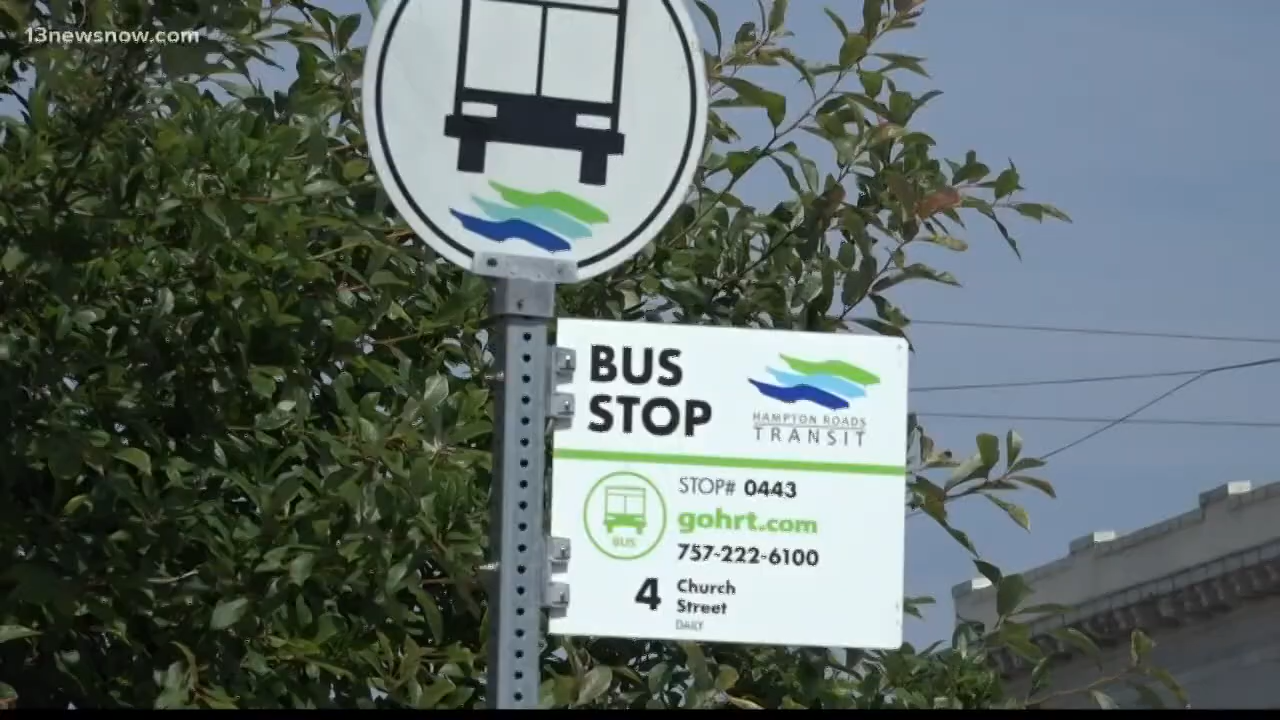 13newsnow.com
BUS
STOP
HAMPTON ROADS
TRANSIT
STOP# 0443
gohrt.com
757-222-6100
BUS
4 Church
Street
DAILY